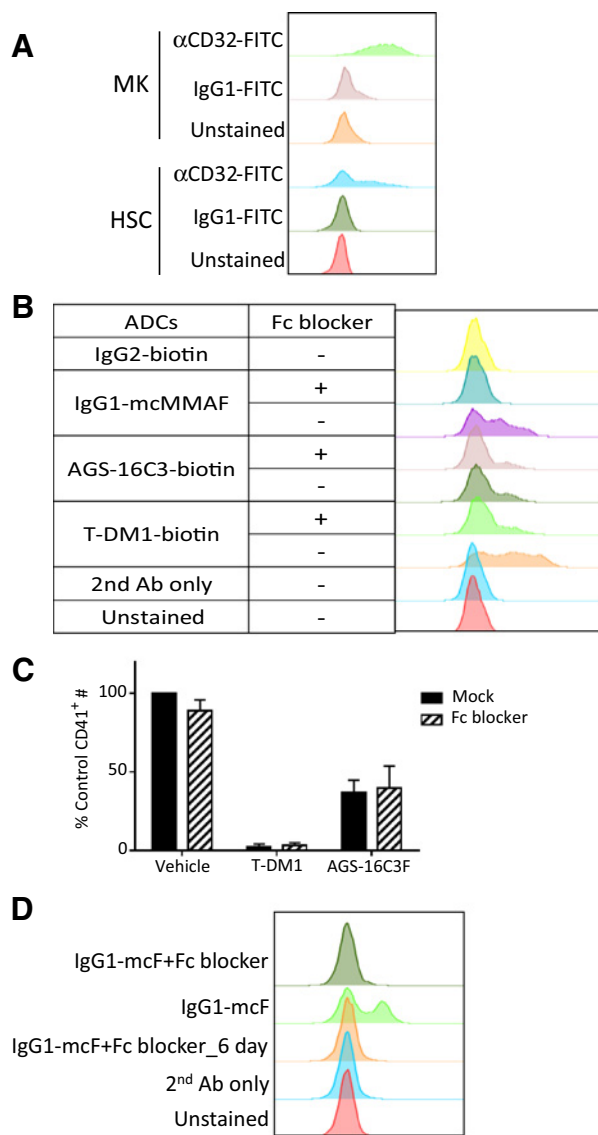 A
MK
αCD32-FITC
IgG1-FITC
Unstained
HSC
αCD32-FITC
IgG1-FITC
Unstained
B
ADCs Fc blocker
IgG2-biotin -
IgG1-mcMMAF +
-
AGS-16C3-biotin +
-
T-DM1-biotin +
-
2nd Ab only -
Unstained -
C
% Control CD41⁺ #
100
50
0
Vehicle T-DM1 AGS-16C3F
Mock
Fc blocker
D
IgG1-mcF+Fc blocker
IgG1-mcF
IgG1-mcF+Fc blocker_6 day
2ⁿᵈ Ab only
Unstained